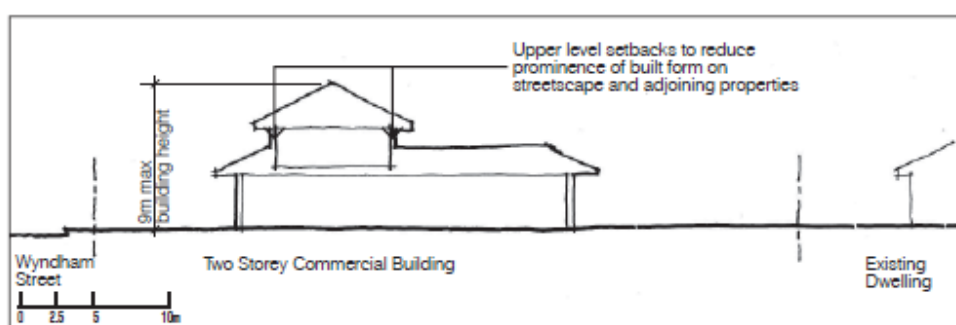 Upper level setbacks to reduce
prominence of built form on
streetscape and adjoining properties
9m max
building height
Wyndham
Street
Two Storey Commercial Building
Existing
Dwelling
0 2.5 5 10m